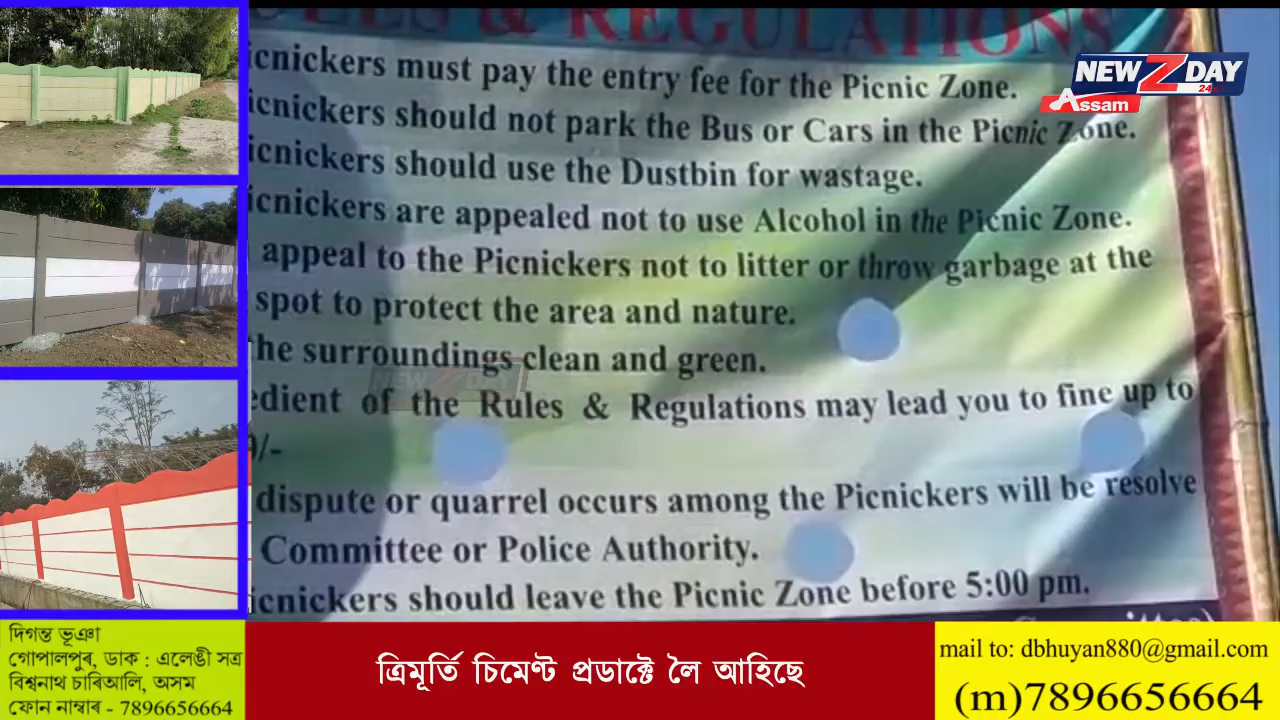 RULES & REGULATIONS
icnickers must pay the entry fee for the Picnic Zone.
icnickers should not park the Bus or Cars in the Picnic Zone.
icnickers should use the Dustbin for wastage.
icnickers are appealed not to use Alcohol in the Picnic Zone.
appeal to the Picnickers not to litter or throw garbage at the
spot to protect the area and nature.
he surroundings clean and green.
edient of the Rules & Regulations may lead you to fine up to
/-
dispute or quarrel occurs among the Picnickers will be resolve
Committee or Police Authority.
icnickers should leave the Picnic Zone before 5:00 pm.
NEWZDAY
24x7
Assam
NEWZDAY
দিগন্ত ভূঞা
গোপালপুৰ, ডাক : এলেঙী সত্ৰ
বিশ্বনাথ চাৰিআলি, অসম
ফোন নাম্বাৰ - 7896656664
ত্ৰিমূৰ্তি চিমেণ্ট প্ৰডাক্টে লৈ আহিছে
mail to: dbhuyan880@gmail.com
(m)7896656664